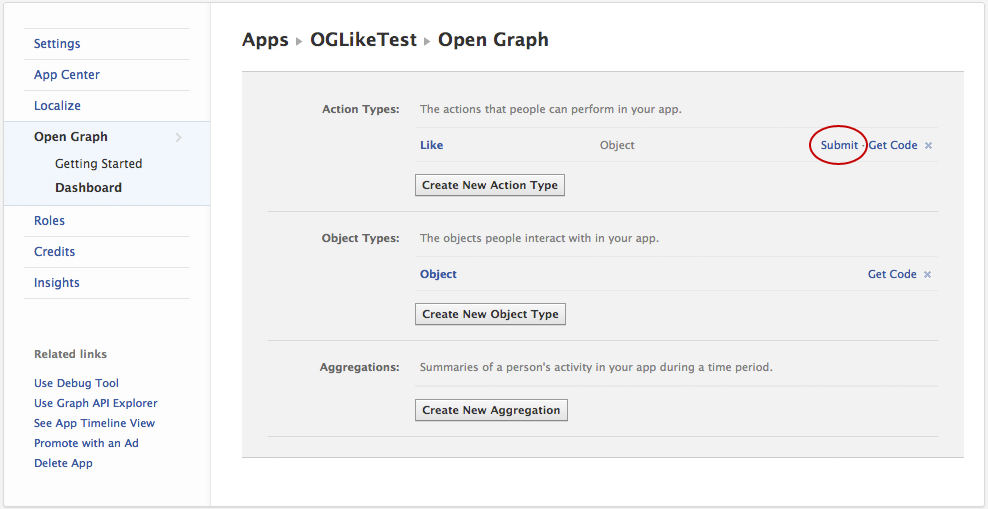 Settings
App Center
Localize
Open Graph
Getting Started
Dashboard
Roles
Credits
Insights
Related links
Use Debug Tool
Use Graph API Explorer
See App Timeline View
Promote with an Ad
Delete App
Apps ▸ OGLikeTest ▸ Open Graph
Action Types: The actions that people can perform in your app.
Like Object Submit · Get Code ×
Create New Action Type
Object Types: The objects people interact with in your app.
Object Get Code ×
Create New Object Type
Aggregations: Summaries of a person's activity in your app during a time period.
Create New Aggregation